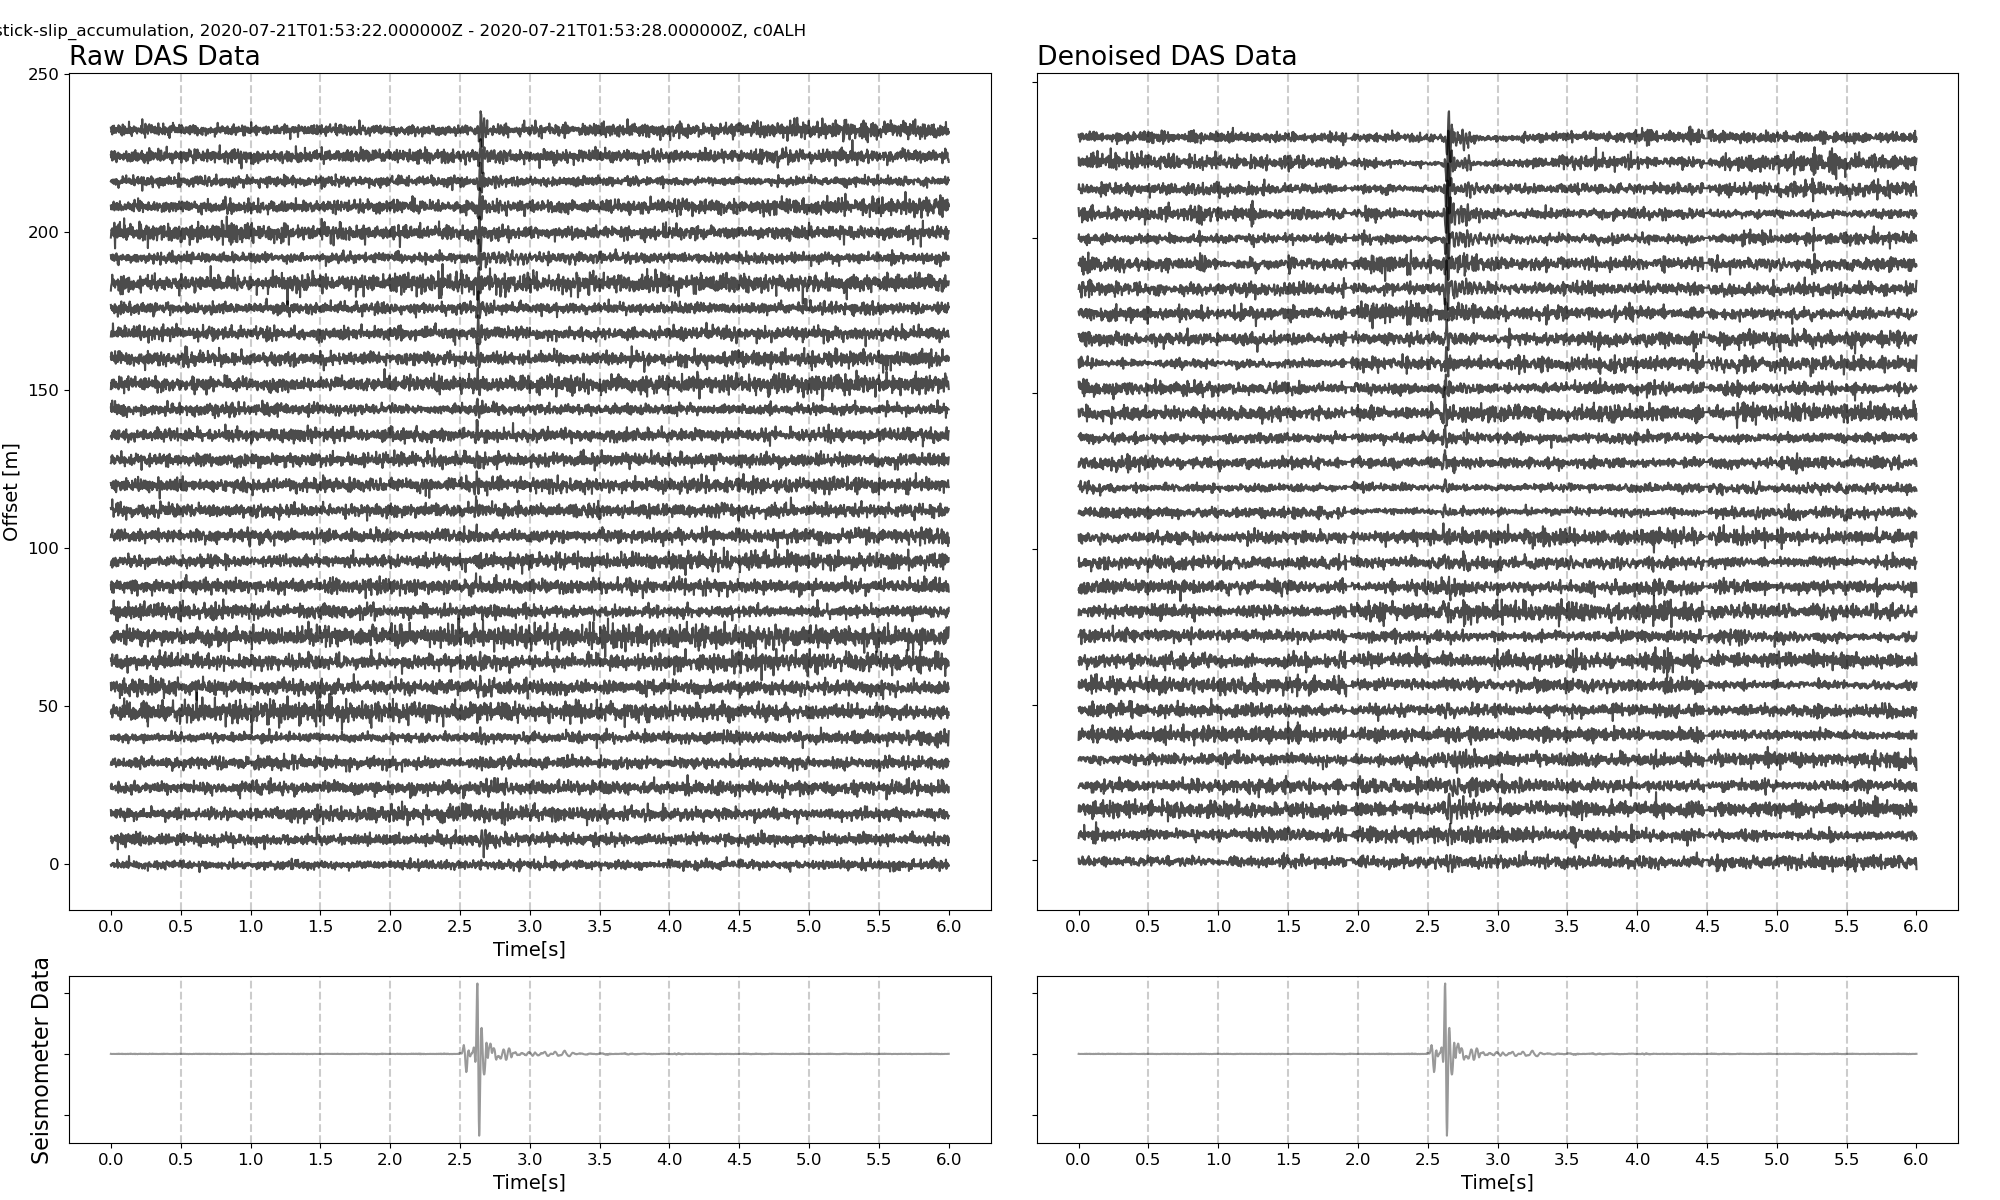 stick-slip_accumulation, 2020-07-21T01:53:22.000000Z - 2020-07-21T01:53:28.000000Z, c0ALH
Raw DAS Data
Denoised DAS Data
Offset [m]
250
200
150
100
50
0
0.0 0.5 1.0 1.5 2.0 2.5 3.0 3.5 4.0 4.5 5.0 5.5 6.0
Time[s]
0.0 0.5 1.0 1.5 2.0 2.5 3.0 3.5 4.0 4.5 5.0 5.5 6.0
Seismometer Data
0.0 0.5 1.0 1.5 2.0 2.5 3.0 3.5 4.0 4.5 5.0 5.5 6.0
Time[s]
0.0 0.5 1.0 1.5 2.0 2.5 3.0 3.5 4.0 4.5 5.0 5.5 6.0
Time[s]